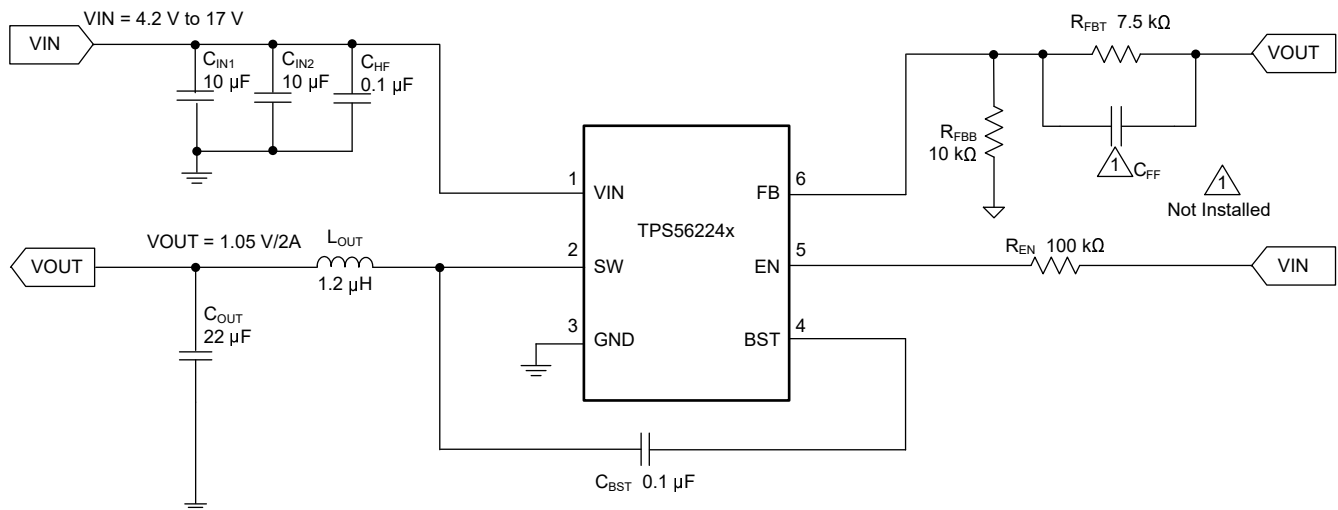 VIN = 4.2 V to 17 V
VIN
CIN1
10 µF
CIN2
10 µF
CHF
0.1 µF
RFBT 7.5 kΩ
VOUT
RFBB
10 kΩ
1
CFF
1
Not Installed
1
VIN
FB
6
TPS56224x
VOUT = 1.05 V/2A
LOUT
1.2 µH
VOUT
2
SW
EN
5
REN 100 kΩ
VIN
COUT
22 µF
3
GND
BST
4
CBST 0.1 µF